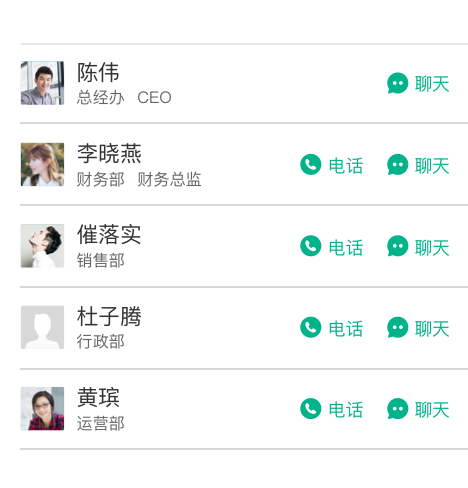 陈伟
总经办 CEO 聊天
李晓燕
财务部 财务总监 电话 聊天
催落实
销售部 电话 聊天
杜子腾
行政部 电话 聊天
黄瑸
运营部 电话 聊天